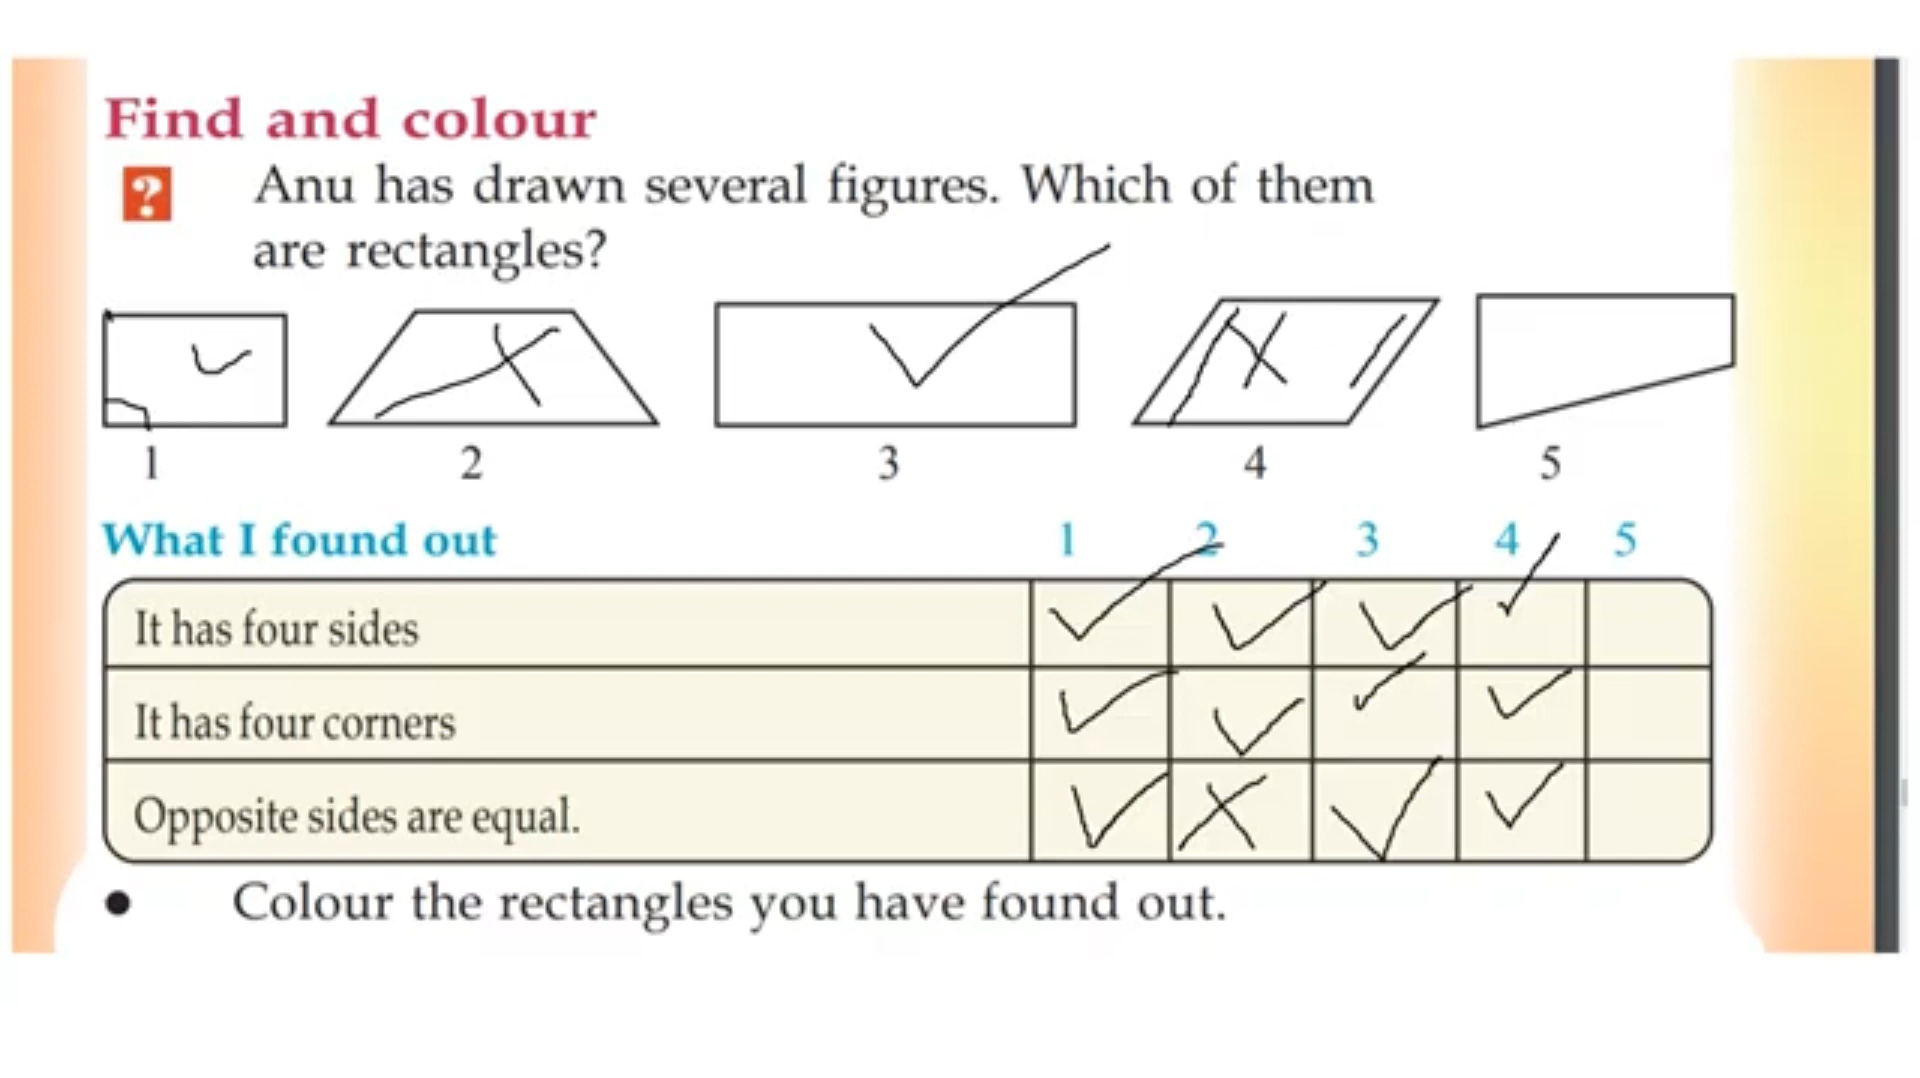 Find and colour
? Anu has drawn several figures. Which of them
are rectangles?
1 2 3 4 5
What I found out 1 2 3 4 5
It has four sides ✓ ✓ ✓ ✓
It has four corners ✓ ✓ ✓ ✓
Opposite sides are equal. ✓ ✗ ✓ ✓
● Colour the rectangles you have found out.